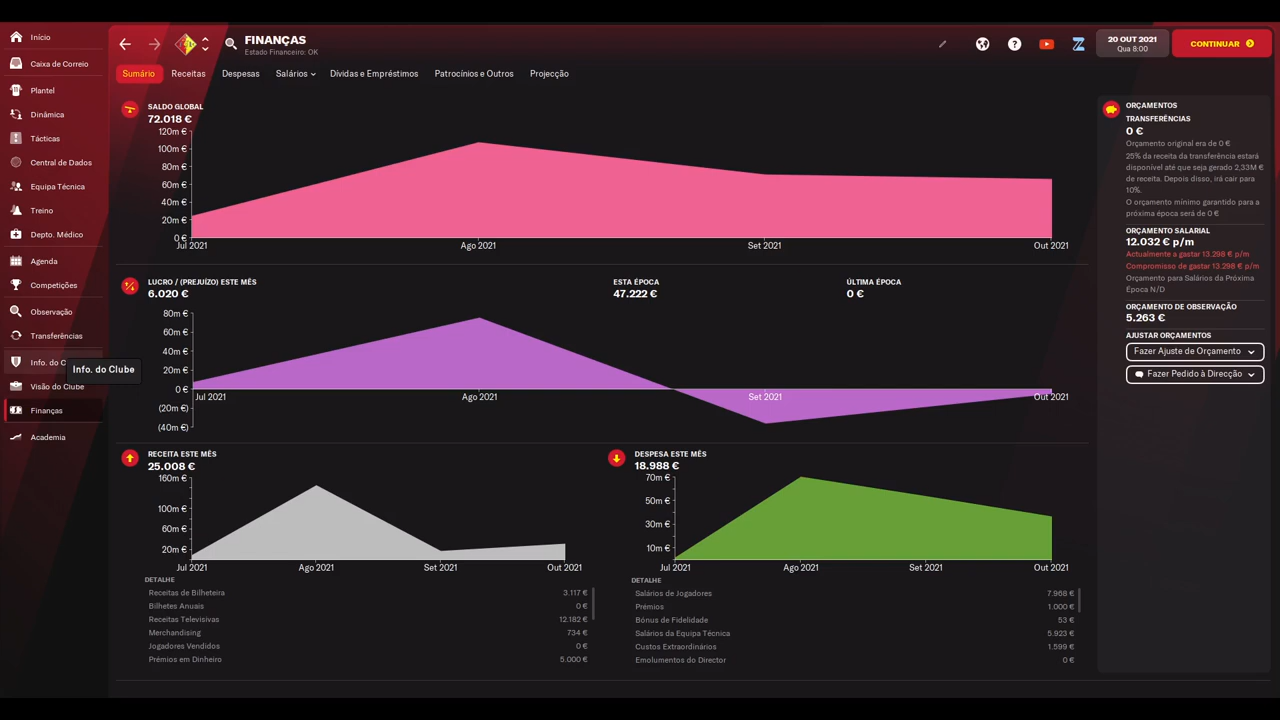 Início
Caixa de Correio
Plantel
Dinâmica
Tácticas
Central de Dados
Equipa Técnica
Treino
Depto. Médico
Agenda
Competições
Observação
Transferências
Info. do C
Info. do Clube
Visão do Clube
Finanças
Academia
FINANÇAS
Estado Financeiro: OK
20 OUT 2021
Qua 8:00
CONTINUAR
Sumário
Receitas
Despesas
Salários
Dívidas e Empréstimos
Patrocínios e Outros
Projecção
SALDO GLOBAL
72.018 €
120m €
100m €
80m €
60m €
40m €
20m €
0 €
Jul 2021
Ago 2021
Set 2021
Out 2021
LUCRO / (PREJUÍZO) ESTE MÊS
6.020 €
ESTA ÉPOCA
47.222 €
ÚLTIMA ÉPOCA
0 €
80m €
60m €
40m €
20m €
0 €
(20m €)
(40m €)
Jul 2021
Ago 2021
Set 2021
Out 2021
RECEITA ESTE MÊS
25.008 €
160m €
100m €
60m €
20m €
Jul 2021
Ago 2021
Set 2021
Out 2021
DETALHE
Receitas de Bilheteira 3.117 €
Bilhetes Anuais 0 €
Receitas Televisivas 12.182 €
Merchandising 734 €
Jogadores Vendidos 0 €
Prémios em Dinheiro 5.000 €
DESPESA ESTE MÊS
18.988 €
70m €
50m €
30m €
10m €
Jul 2021
Ago 2021
Set 2021
Out 2021
DETALHE
Salários de Jogadores 7.968 €
Prémios 1.000 €
Bónus de Fidelidade 53 €
Salários da Equipa Técnica 5.923 €
Custos Extraordinários 1.599 €
Emolumentos do Director 0 €
ORÇAMENTOS
TRANSFERÊNCIAS
0 €
Orçamento original era de 0 €
25% da receita da transferência estará
disponível até que seja gerado 2,33M €
de receita. Depois disso, irá cair para
10%.
O orçamento mínimo garantido para a
próxima época será de 0 €
ORÇAMENTO SALARIAL
12.032 € p/m
Actualmente a gastar 13.298 € p/m
Compromisso de gastar 13.298 € p/m
Orçamento para Salários da Próxima
Época N/D
ORÇAMENTO DE OBSERVAÇÃO
5.263 €
AJUSTAR ORÇAMENTOS
Fazer Ajuste de Orçamento
Fazer Pedido à Direcção